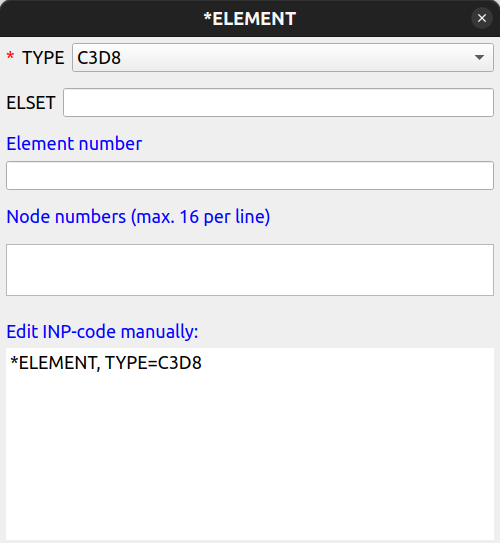 *ELEMENT
* TYPE C3D8
ELSET
Element number
Node numbers (max. 16 per line)
Edit INP-code manually:
*ELEMENT, TYPE=C3D8